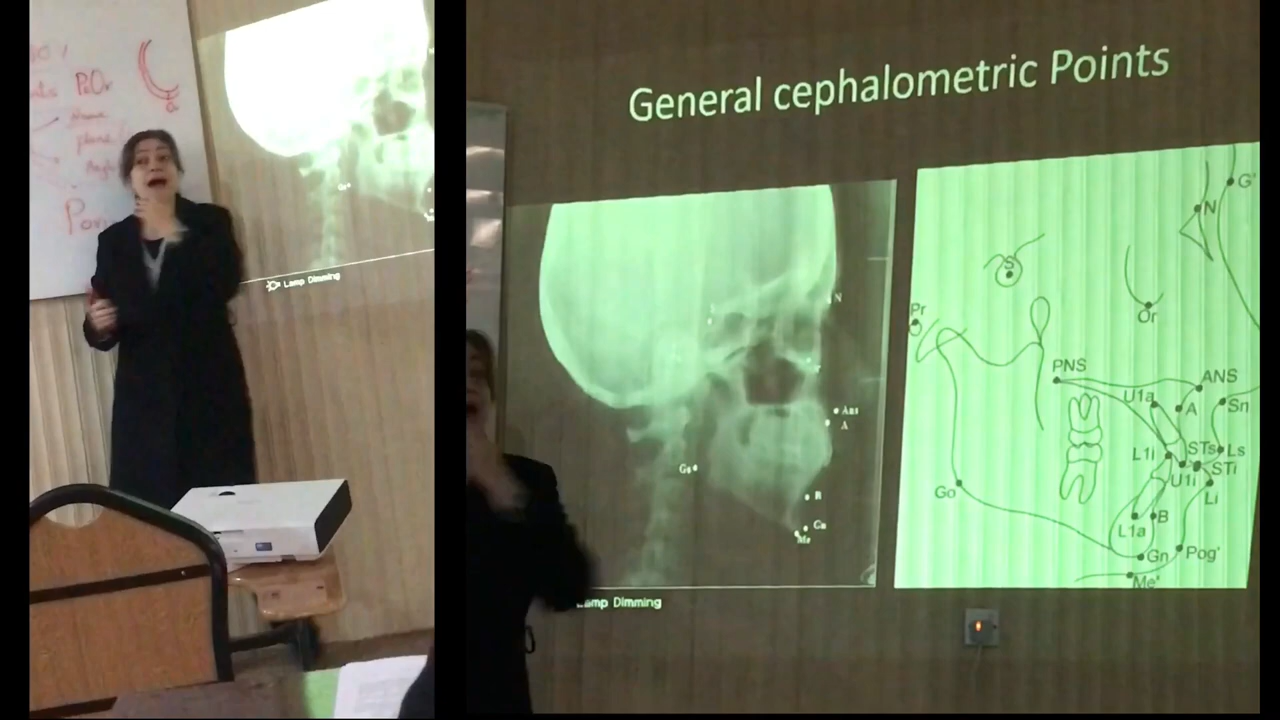 PoOr
plane
Lamp Dimming
General cephalometric Points
N
Ans
A
Go
B
Gn
Me
Lamp Dimming
G'
N
S
Or
Pr
PNS
ANS
U1a
A
Sn
L1i
STs
Ls
STi
U1i
Li
Go
L1a
B
Gn
Pog'
Me'